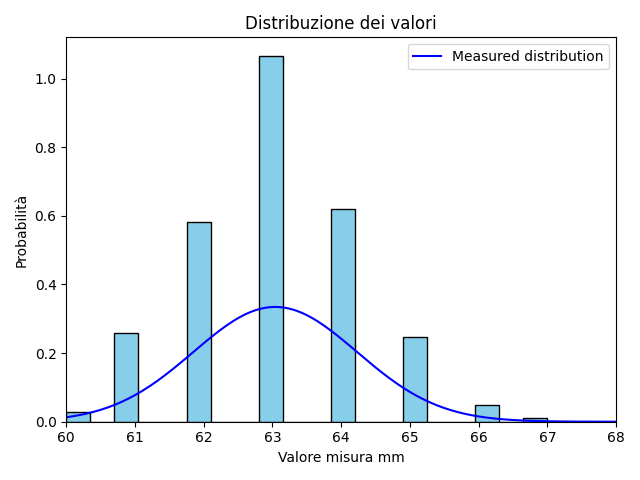 Distribuzione dei valori
Measured distribution
Probabilità
1.0
0.8
0.6
0.4
0.2
0.0
60 61 62 63 64 65 66 67 68
Valore misura mm